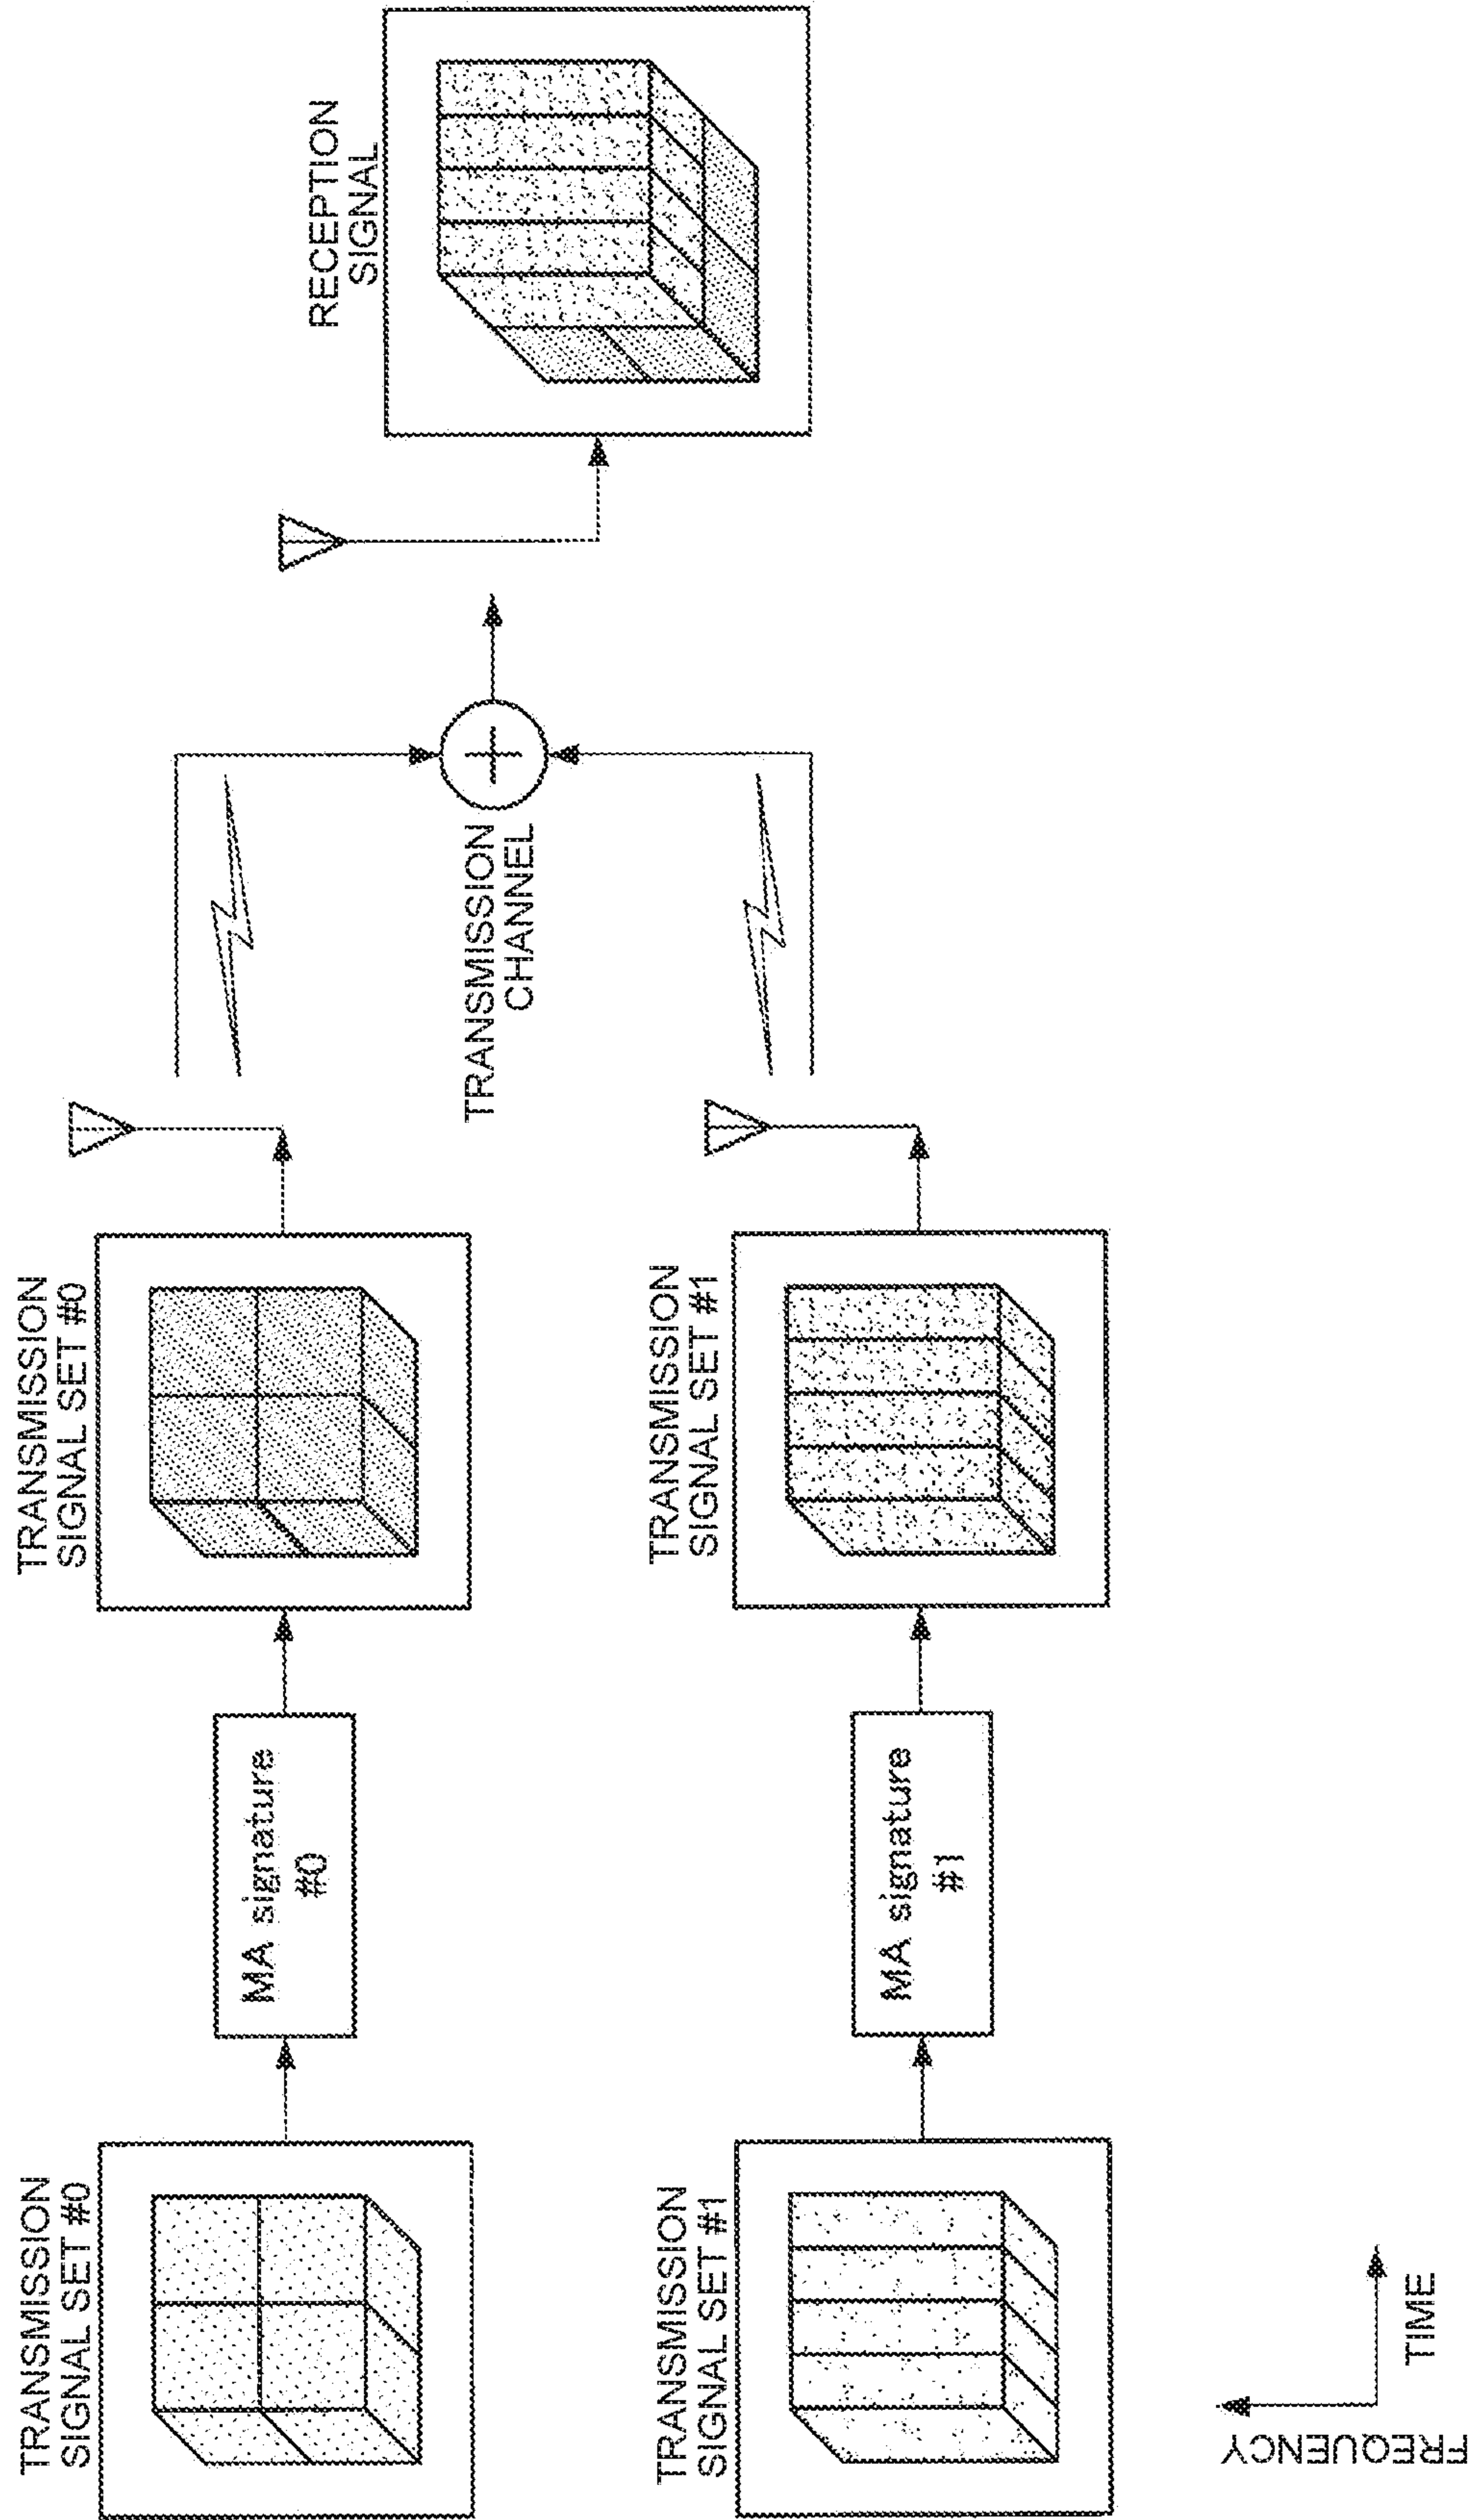 TRANSMISSION
SIGNAL SET #0
MA signature
#0
TRANSMISSION
SIGNAL SET #0
TRANSMISSION
SIGNAL SET #1
MA signature
#1
TRANSMISSION
SIGNAL SET #1
TRANSMISSION
CHANNEL
RECEPTION
SIGNAL
FREQUENCY
TIME